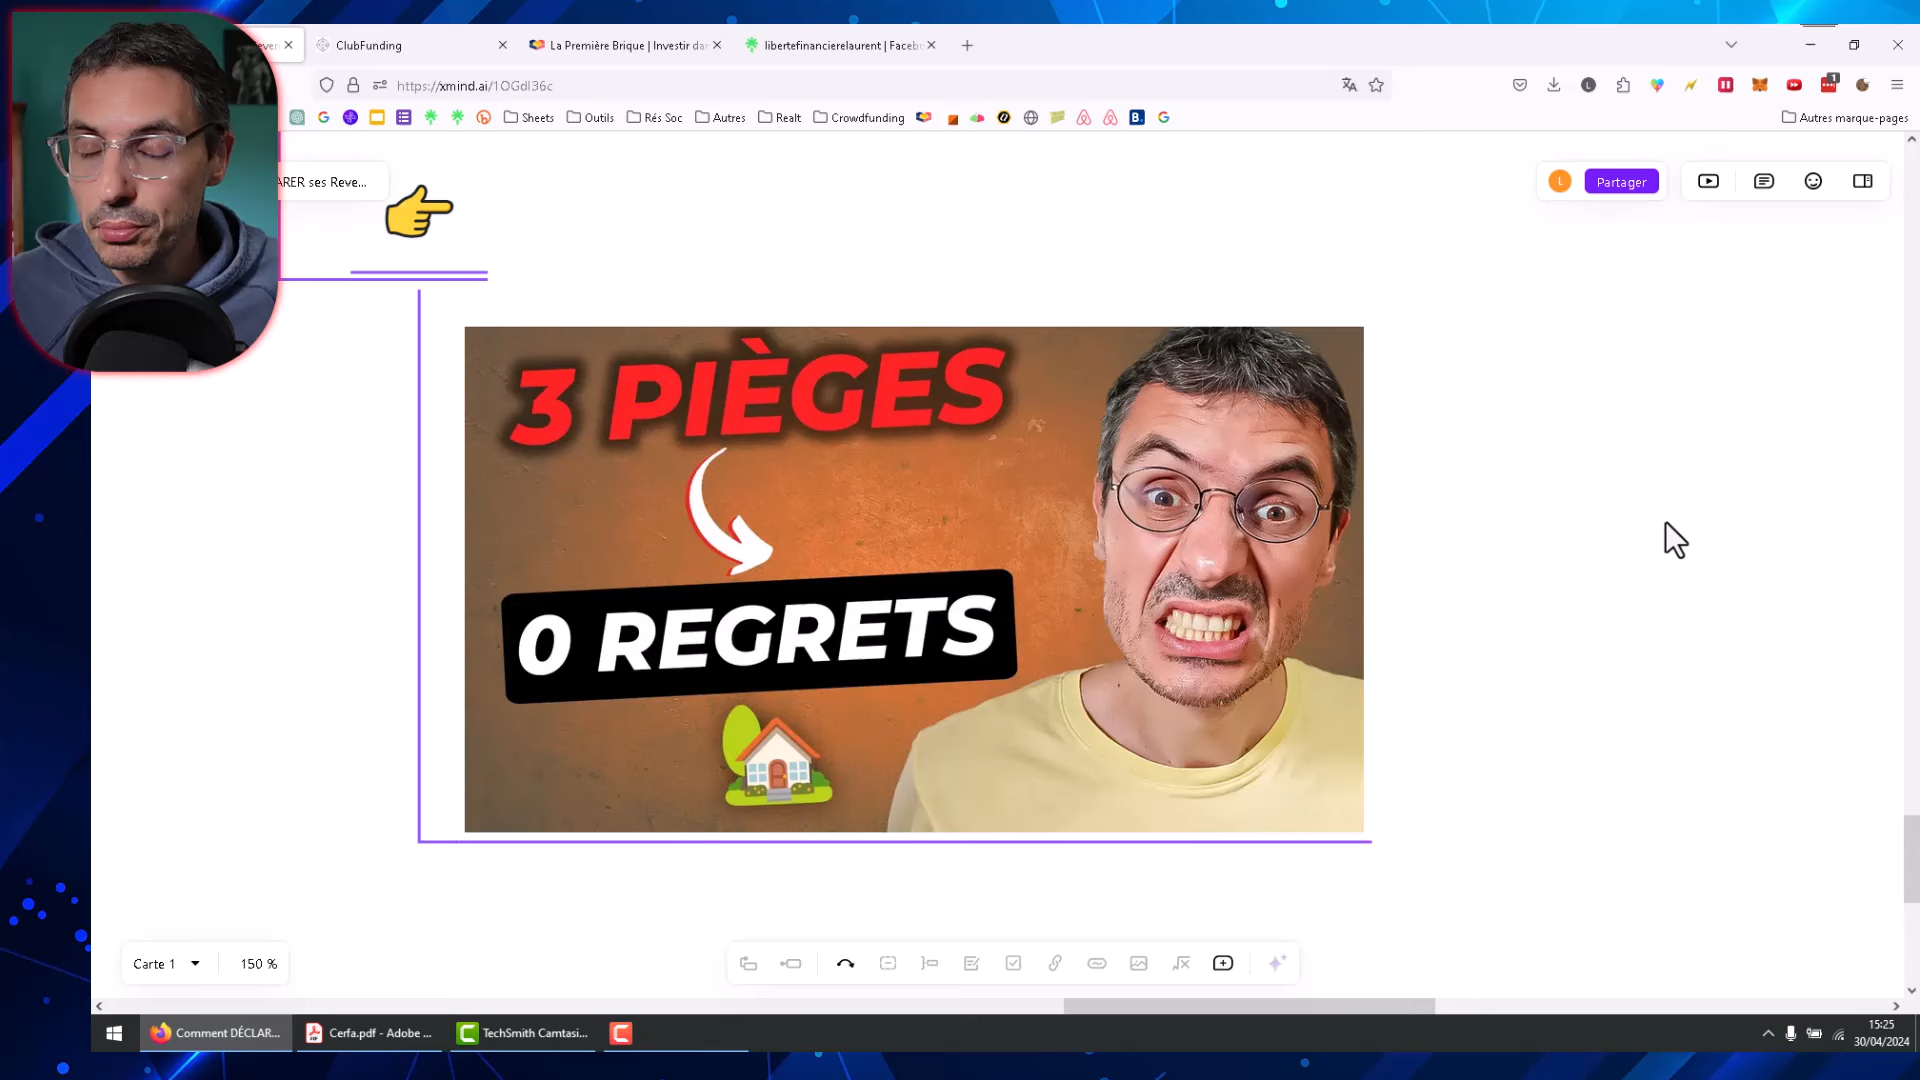 ever
ClubFunding
La Première Brique | Investir dan
libertefinancierelaurent | Faceb
https://xmind.ai/1OGdI36c
Sheets
Outils
Rés Soc
Autres
Realt
Crowdfunding
Autres marque-pages
ARER ses Reve...
L
Partager
3 PIÈGES
0 REGRETS
Carte 1
150 %
Comment DÉCLAR...
Cerfa.pdf - Adobe ...
TechSmith Camtasi...
15:25
30/04/2024